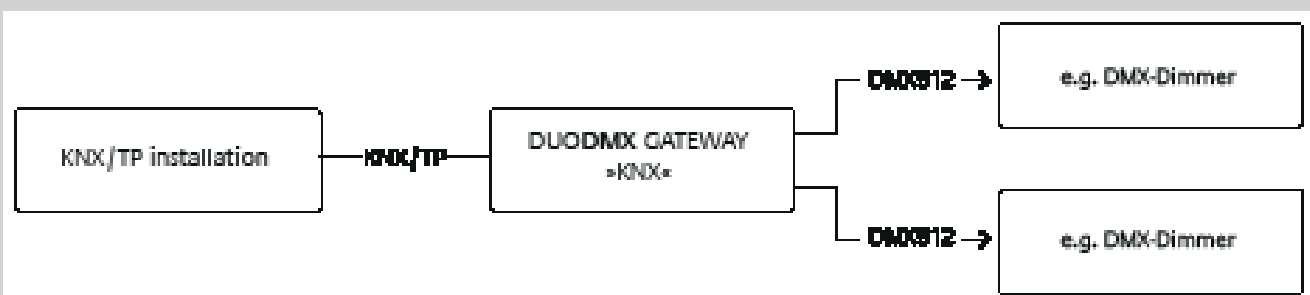 KNX/TP installation
KNX/TP
DUODMX GATEWAY
»KNX«
DMX512
e.g. DMX-Dimmer
DMX512
e.g. DMX-Dimmer